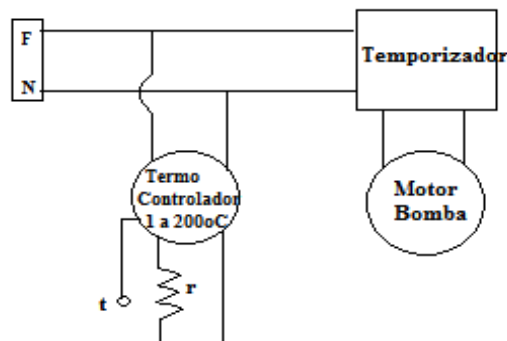 F
N
Temporizador
Termo
Controlador
1 a 200oC
Motor
Bomba
t
r